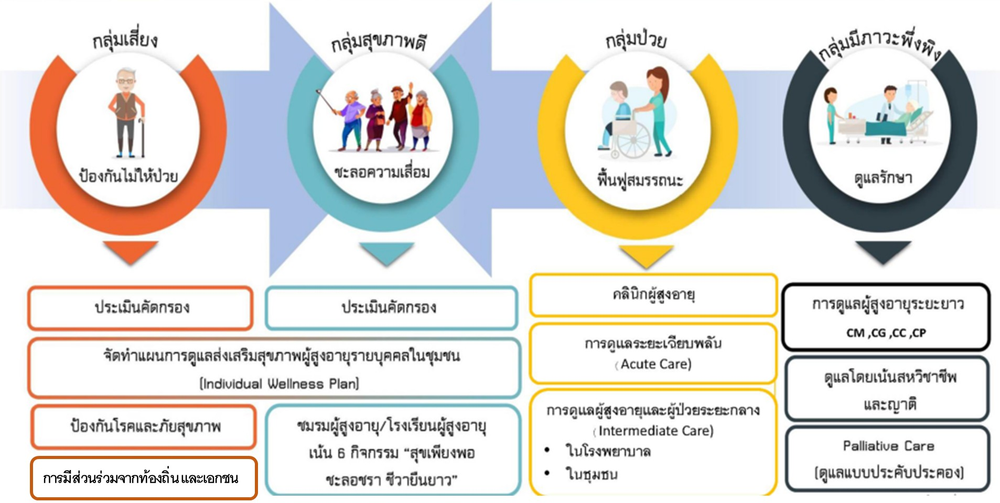 กลุ่มเสี่ยง
ป้องกันไม่ให้ป่วย
ประเมินคัดกรอง
กลุ่มสุขภาพดี
ชะลอความเสื่อม
ประเมินคัดกรอง
จัดทำแผนการดูแลส่งเสริมสุขภาพผู้สูงอายุรายบุคคลในชุมชน
(Individual Wellness Plan)
ป้องกันโรคและภัยสุขภาพ
การมีส่วนร่วมจากท้องถิ่น และเอกชน
ชมรมผู้สูงอายุ/โรงเรียนผู้สูงอายุ
เน้น 6 กิจกรรม “สุขเพียงพอ
ชะลอชรา ชีวายืนยาว”
กลุ่มป่วย
ฟื้นฟูสมรรถนะ
คลินิกผู้สูงอายุ
การดูแลระยะเฉียบพลัน
(Acute Care)
การดูแลผู้สูงอายุและผู้ป่วยระยะกลาง
(Intermediate Care)
• ในโรงพยาบาล
• ในชุมชน
กลุ่มมีภาวะพึ่งพิง
ดูแลรักษา
การดูแลผู้สูงอายุระยะยาว
CM ,CG ,CC ,CP
ดูแลโดยเน้นสหวิชาชีพ
และญาติ
Palliative Care
(ดูแลแบบประคับประคอง)